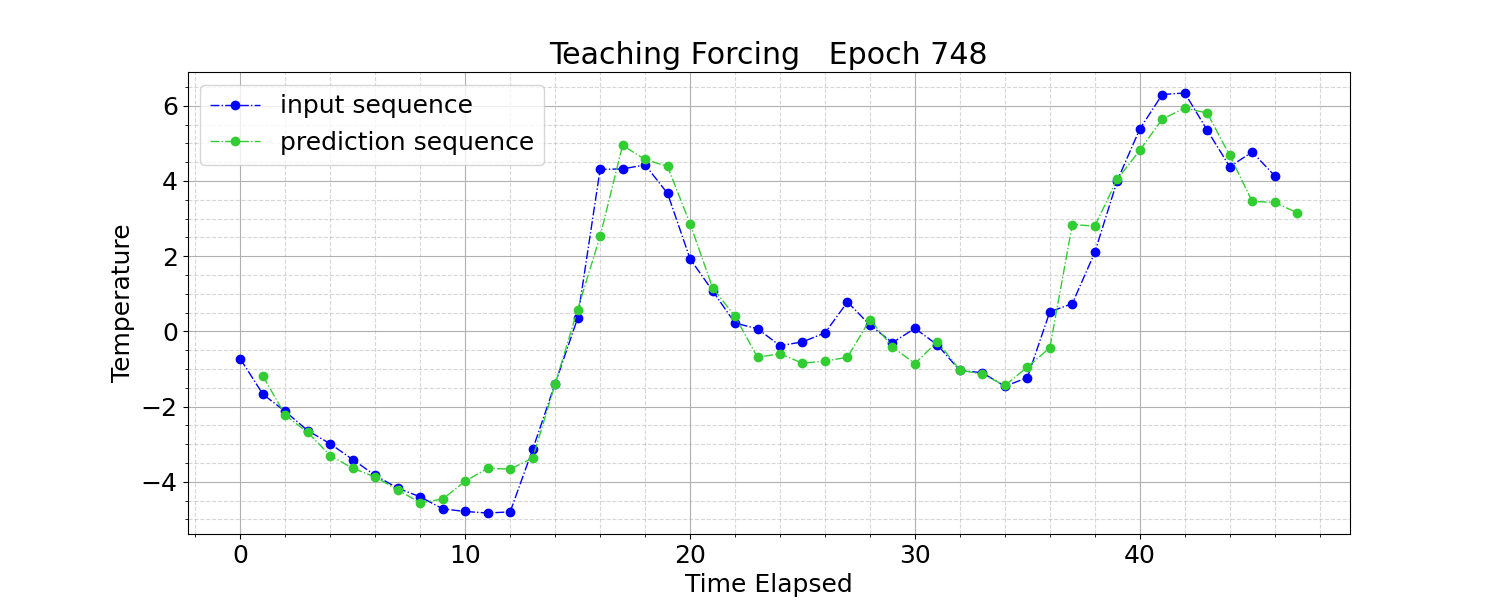 Teaching Forcing   Epoch 748
input sequence
prediction sequence
6
4
2
0
−2
−4
Temperature
0 10 20 30 40
Time Elapsed